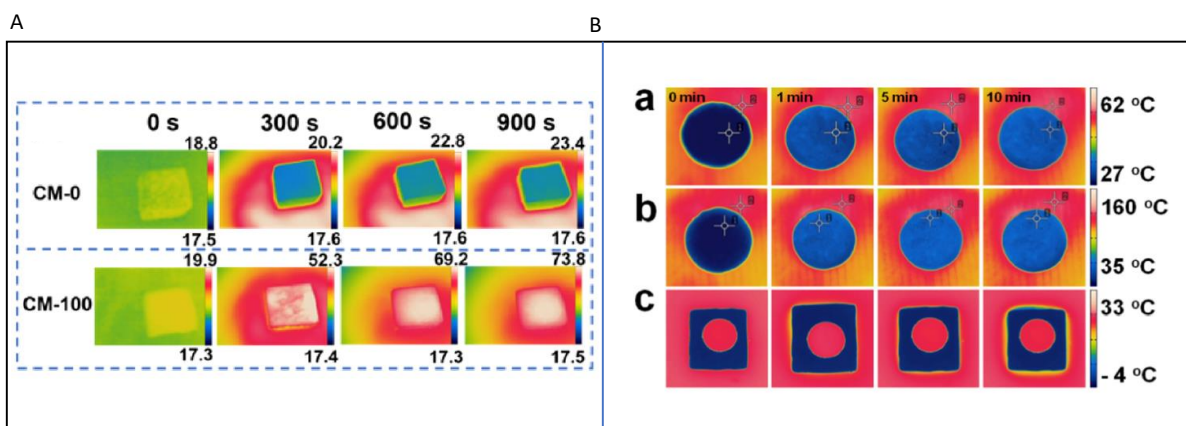 A
B
0 s 300 s 600 s 900 s
18.8 20.2 22.8 23.4
CM-0
17.5 17.6 17.6 17.6
19.9 52.3 69.2 73.8
CM-100
17.3 17.4 17.3 17.5
a 0 min 1 min 5 min 10 min 62 °C
27 °C
b 160 °C
35 °C
c 33 °C
- 4 °C